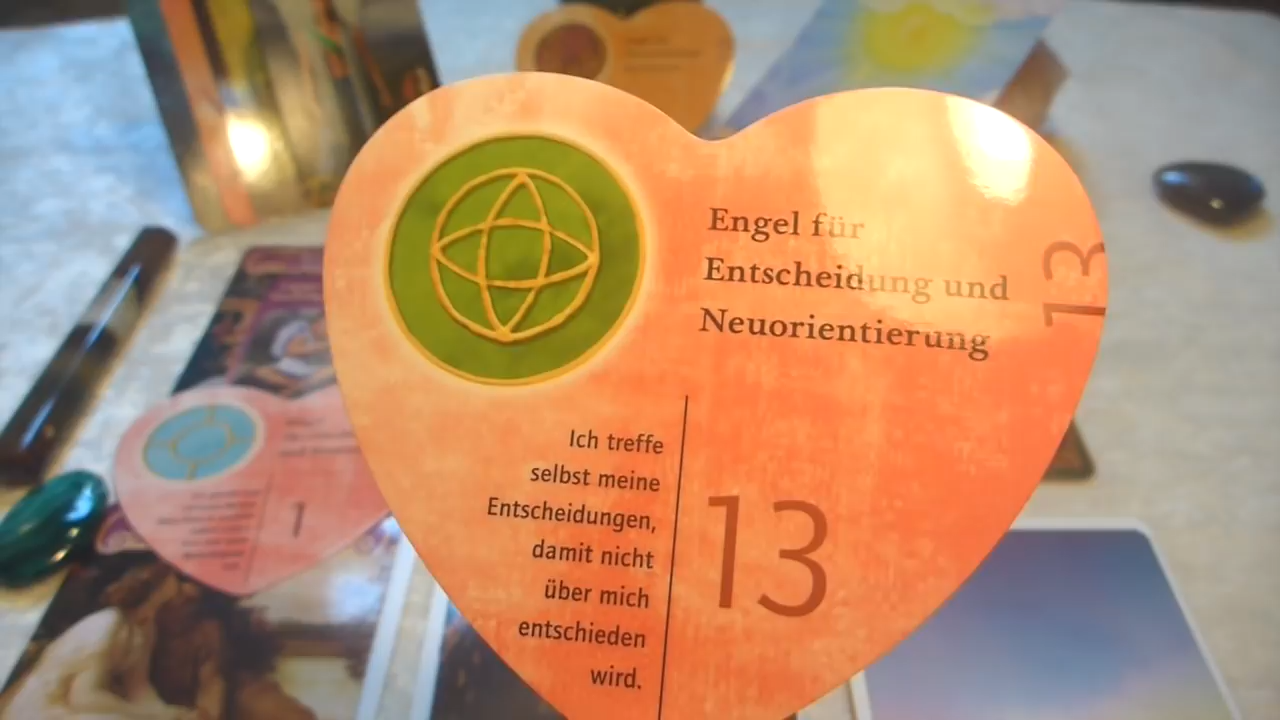 Engel für
Entscheidung und
Neuorientierung
13
Ich treffe
selbst meine
Entscheidungen,
damit nicht
über mich
entschieden
wird.
13
1